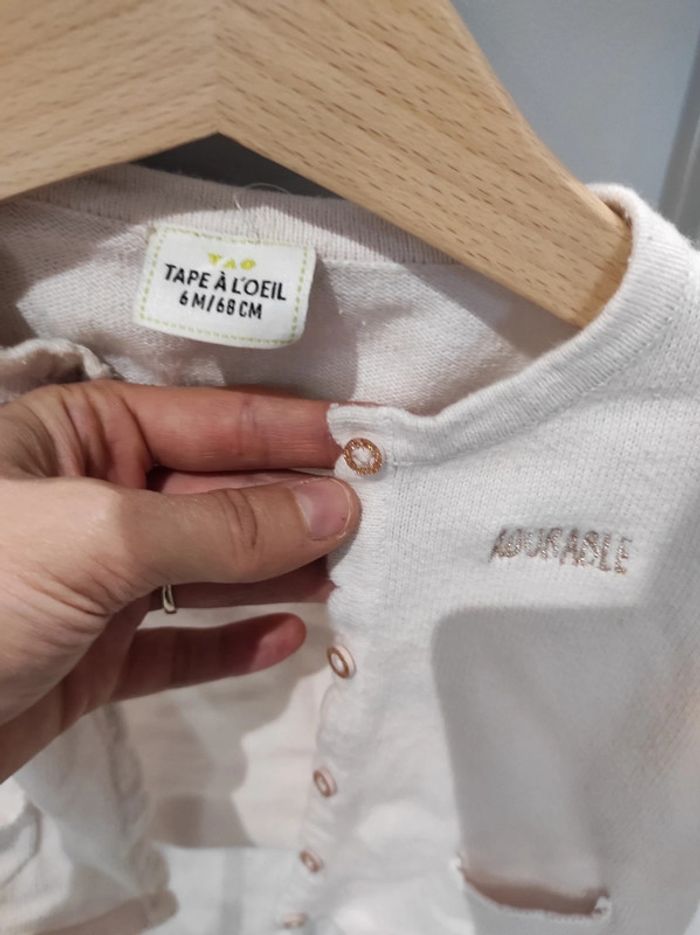 TAO
TAPE À L'OEIL
6M/68CM
ADORABLE